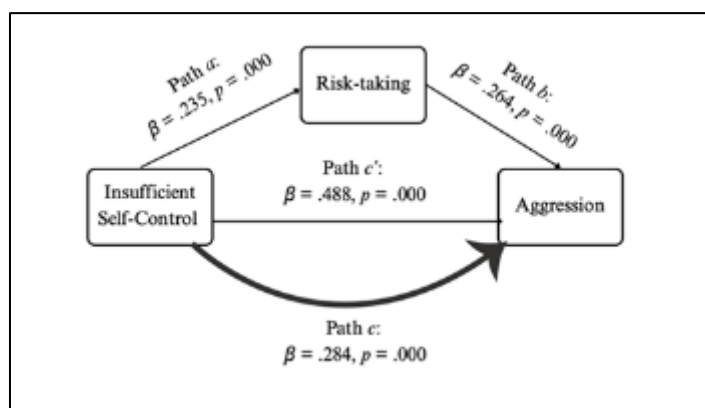 Path a:
β = .235, p = .000
Risk-taking
Path b:
β = .264, p = .000
Insufficient
Self-Control
Path c':
β = .488, p = .000
Aggression
Path c:
β = .284, p = .000